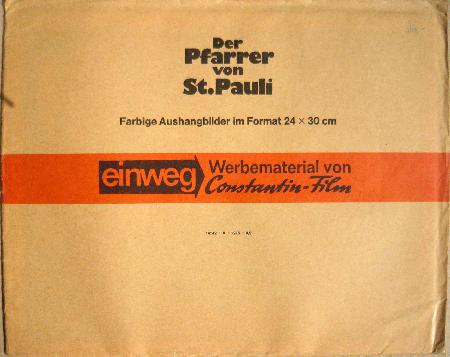 Der
Pfarrer
von
St. Pauli
Farbige Aushangbilder im Format 24 × 30 cm
einweg
Werbematerial von
Constantin-Film